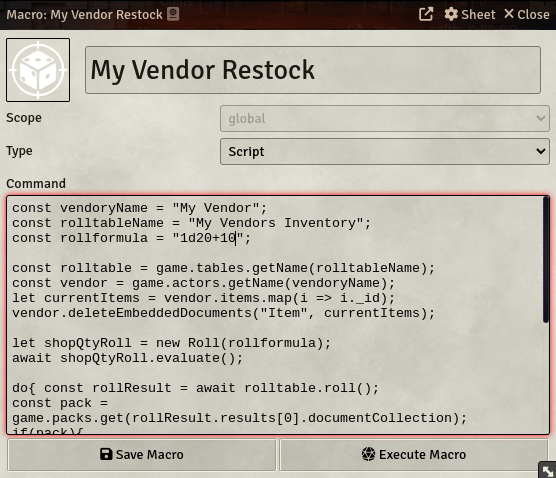 Macro: My Vendor Restock
Sheet
Close
My Vendor Restock
Scope
global
Type
Script
Command
const vendoryName = "My Vendor";
const rolltableName = "My Vendors Inventory";
const rollformula = "1d20+10";
const rolltable = game.tables.getName(rolltableName);
const vendor = game.actors.getName(vendoryName);
let currentItems = vendor.items.map(i => i._id);
vendor.deleteEmbeddedDocuments("Item", currentItems);
let shopQtyRoll = new Roll(rollformula);
await shopQtyRoll.evaluate();
do{ const rollResult = await rolltable.roll();
const pack =
game.packs.get(rollResult.results[0].documentCollection);
if(pack){
Save Macro
Execute Macro